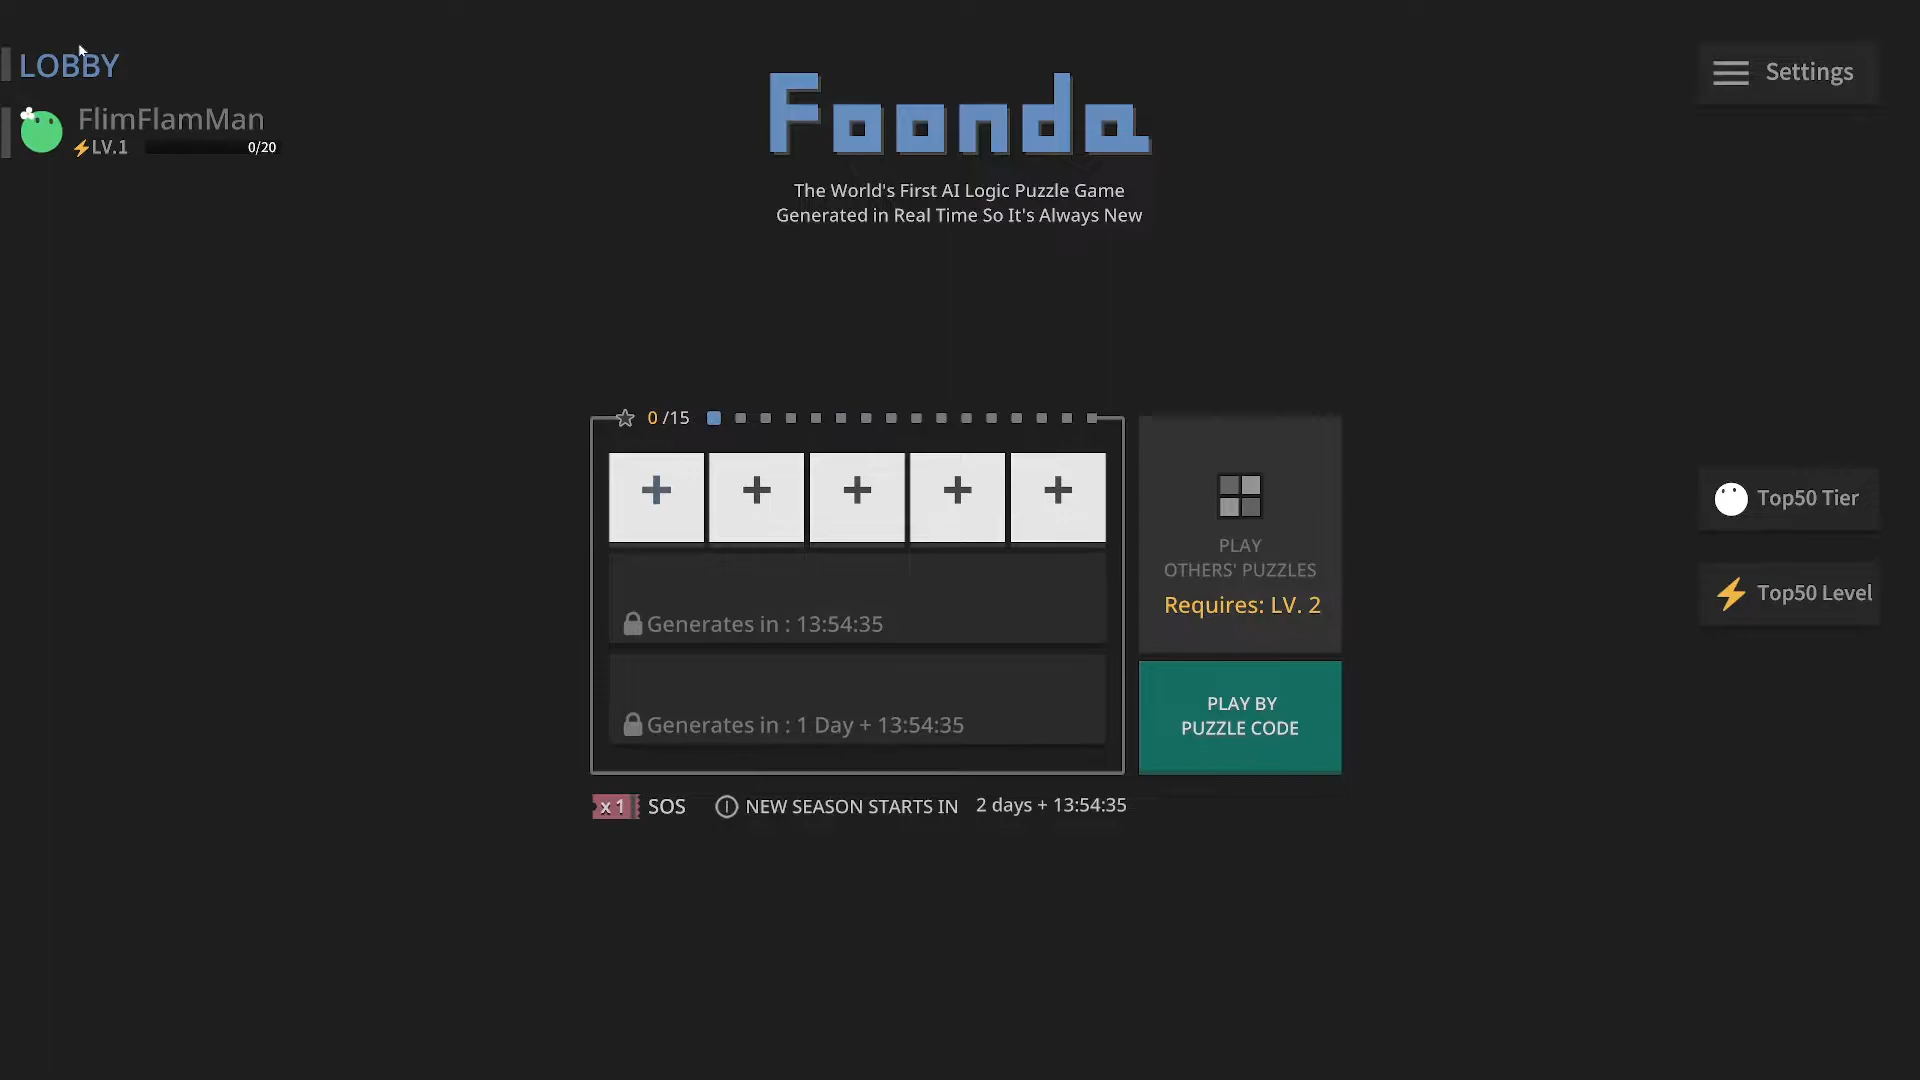 LOBBY
FlimFlamMan
LV.1
0/20
Foonda
The World's First AI Logic Puzzle Game
Generated in Real Time So It's Always New
Settings
0 /15
Generates in : 13:54:35
Generates in : 1 Day + 13:54:35
PLAY
OTHERS' PUZZLES
Requires: LV. 2
PLAY BY
PUZZLE CODE
Top50 Tier
Top50 Level
x 1 SOS
NEW SEASON STARTS IN 2 days + 13:54:35